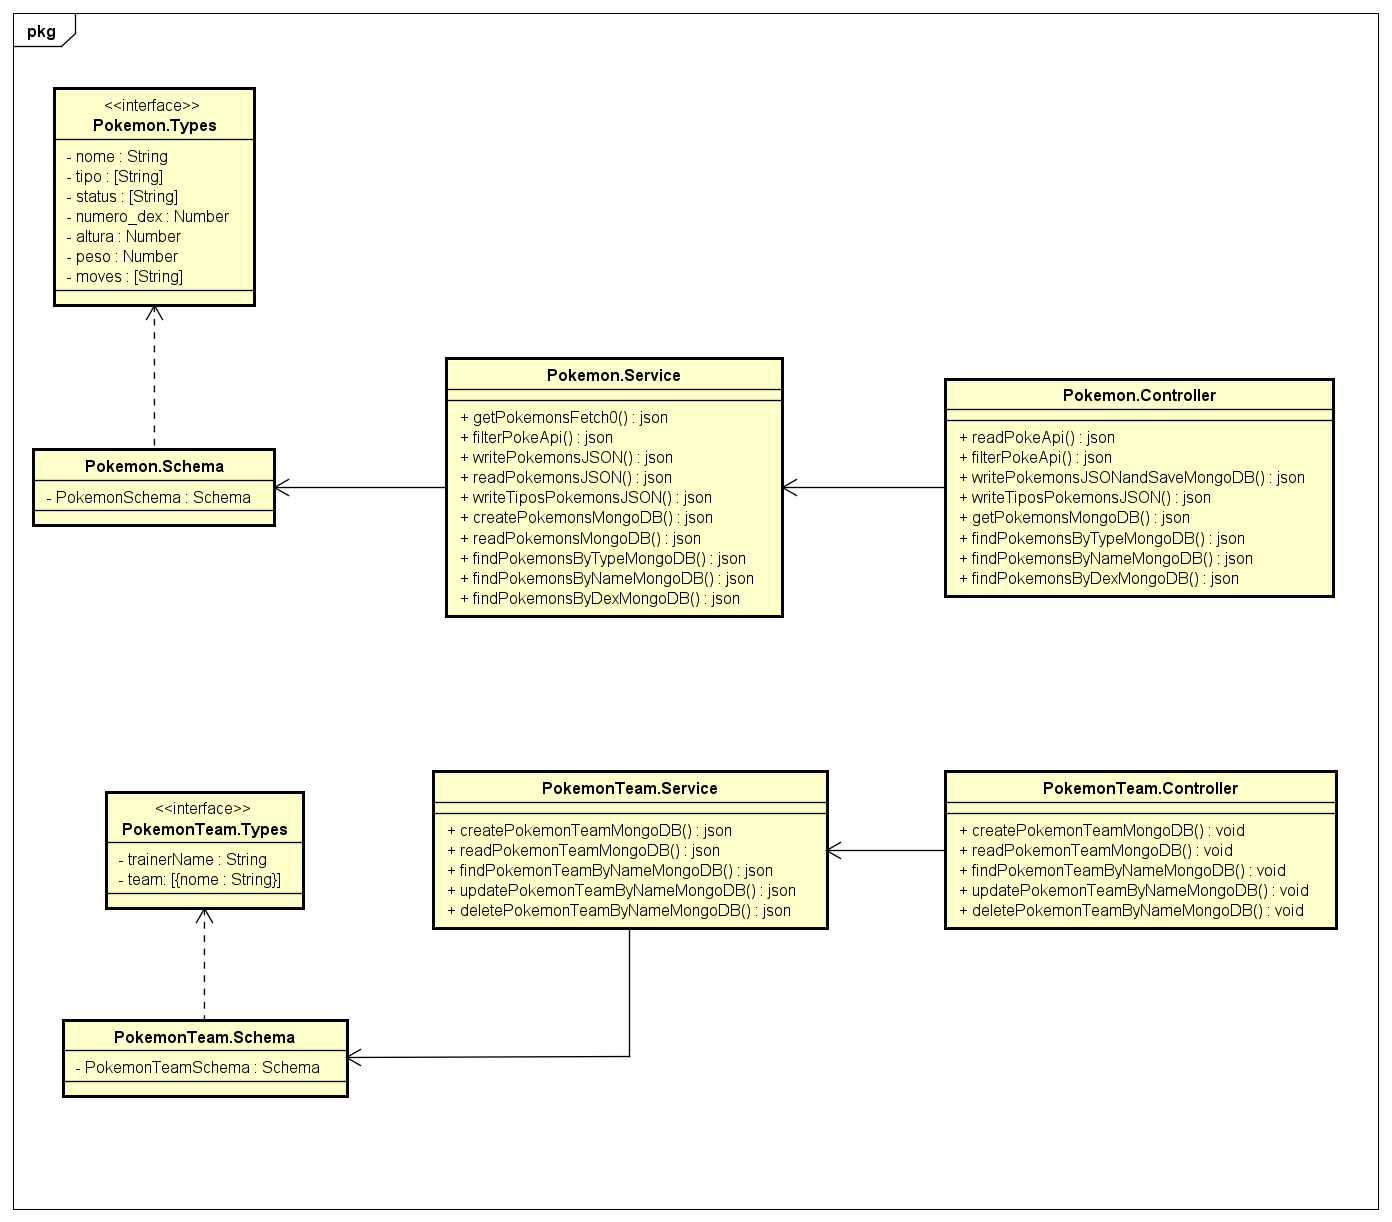 pkg
<<interface>>
Pokemon.Types
- nome : String
- tipo : [String]
- status : [String]
- numero_dex : Number
- altura : Number
- peso : Number
- moves : [String]
Pokemon.Schema
- PokemonSchema : Schema
Pokemon.Service
+ getPokemonsFetch0() : json
+ filterPokeApi() : json
+ writePokemonsJSON() : json
+ readPokemonsJSON() : json
+ writeTiposPokemonsJSON() : json
+ createPokemonsMongoDB() : json
+ readPokemonsMongoDB() : json
+ findPokemonsByTypeMongoDB() : json
+ findPokemonsByNameMongoDB() : json
+ findPokemonsByDexMongoDB() : json
Pokemon.Controller
+ readPokeApi() : json
+ filterPokeApi() : json
+ writePokemonsJSONandSaveMongoDB() : json
+ writeTiposPokemonsJSON() : json
+ getPokemonsMongoDB() : json
+ findPokemonsByTypeMongoDB() : json
+ findPokemonsByNameMongoDB() : json
+ findPokemonsByDexMongoDB() : json
<<interface>>
PokemonTeam.Types
- trainerName : String
- team: [{nome : String}]
PokemonTeam.Schema
- PokemonTeamSchema : Schema
PokemonTeam.Service
+ createPokemonTeamMongoDB() : json
+ readPokemonTeamMongoDB() : json
+ findPokemonTeamByNameMongoDB() : json
+ updatePokemonTeamByNameMongoDB() : json
+ deletePokemonTeamByNameMongoDB() : json
PokemonTeam.Controller
+ createPokemonTeamMongoDB() : void
+ readPokemonTeamMongoDB() : void
+ findPokemonTeamByNameMongoDB() : void
+ updatePokemonTeamByNameMongoDB() : void
+ deletePokemonTeamByNameMongoDB() : void